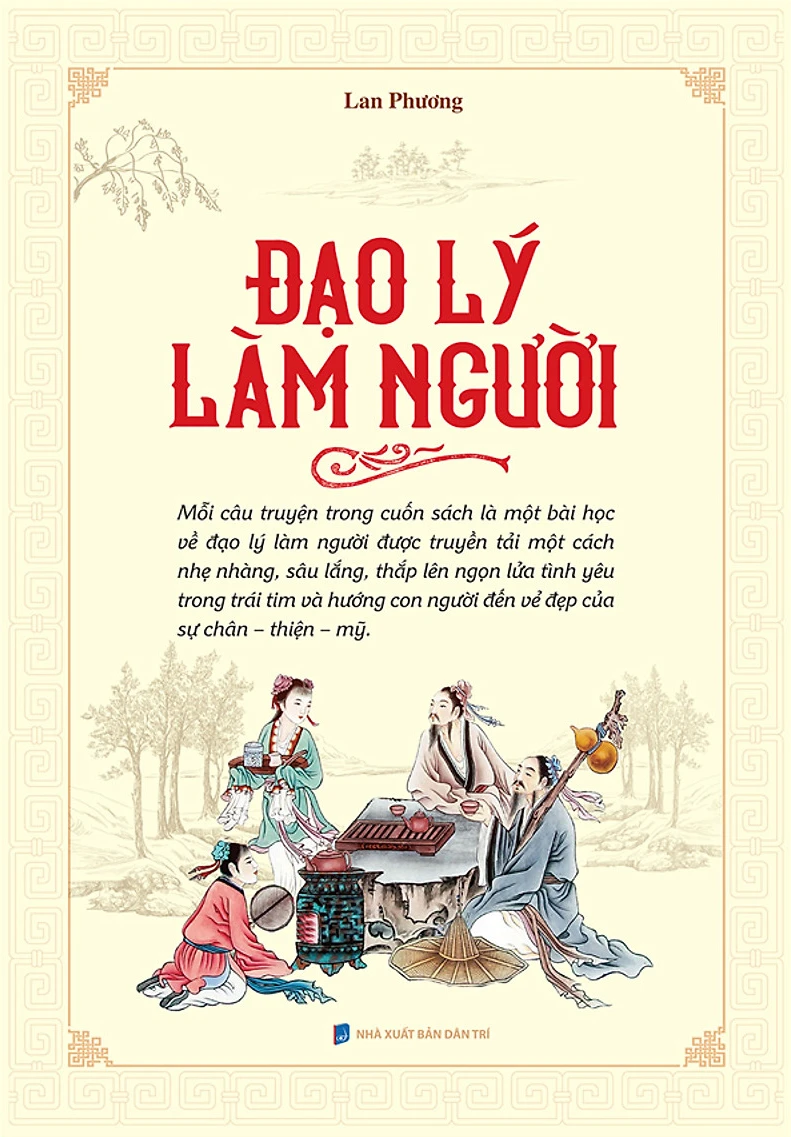 Lan Phương
ĐẠO LÝ
LÀM NGƯỜI
Mỗi câu truyện trong cuốn sách là một bài học
về đạo lý làm người được truyền tải một cách
nhẹ nhàng, sâu lắng, thắp lên ngọn lửa tình yêu
trong trái tim và hướng con người đến vẻ đẹp của
sự chân – thiện – mỹ.
NHÀ XUẤT BẢN DÂN TRÍ